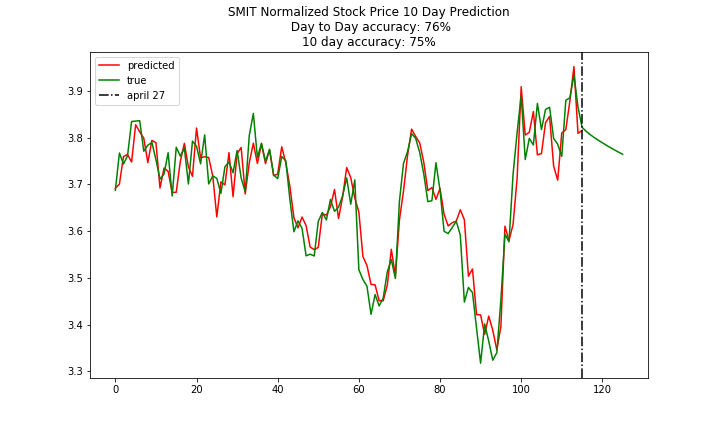 SMIT Normalized Stock Price 10 Day Prediction
Day to Day accuracy: 76%
10 day accuracy: 75%
predicted
true
april 27
3.9
3.8
3.7
3.6
3.5
3.4
3.3
0 20 40 60 80 100 120